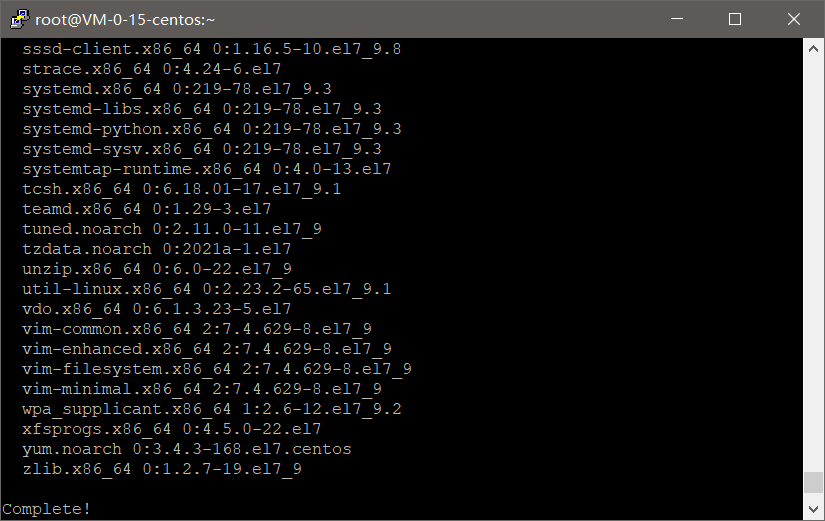 root@VM-0-15-centos:~
sssd-client.x86_64 0:1.16.5-10.el7_9.8
strace.x86_64 0:4.24-6.el7
systemd.x86_64 0:219-78.el7_9.3
systemd-libs.x86_64 0:219-78.el7_9.3
systemd-python.x86_64 0:219-78.el7_9.3
systemd-sysv.x86_64 0:219-78.el7_9.3
systemtap-runtime.x86_64 0:4.0-13.el7
tcsh.x86_64 0:6.18.01-17.el7_9.1
teamd.x86_64 0:1.29-3.el7
tuned.noarch 0:2.11.0-11.el7_9
tzdata.noarch 0:2021a-1.el7
unzip.x86_64 0:6.0-22.el7_9
util-linux.x86_64 0:2.23.2-65.el7_9.1
vdo.x86_64 0:6.1.3.23-5.el7
vim-common.x86_64 2:7.4.629-8.el7_9
vim-enhanced.x86_64 2:7.4.629-8.el7_9
vim-filesystem.x86_64 2:7.4.629-8.el7_9
vim-minimal.x86_64 2:7.4.629-8.el7_9
wpa_supplicant.x86_64 1:2.6-12.el7_9.2
xfsprogs.x86_64 0:4.5.0-22.el7
yum.noarch 0:3.4.3-168.el7.centos
zlib.x86_64 0:1.2.7-19.el7_9
Complete!